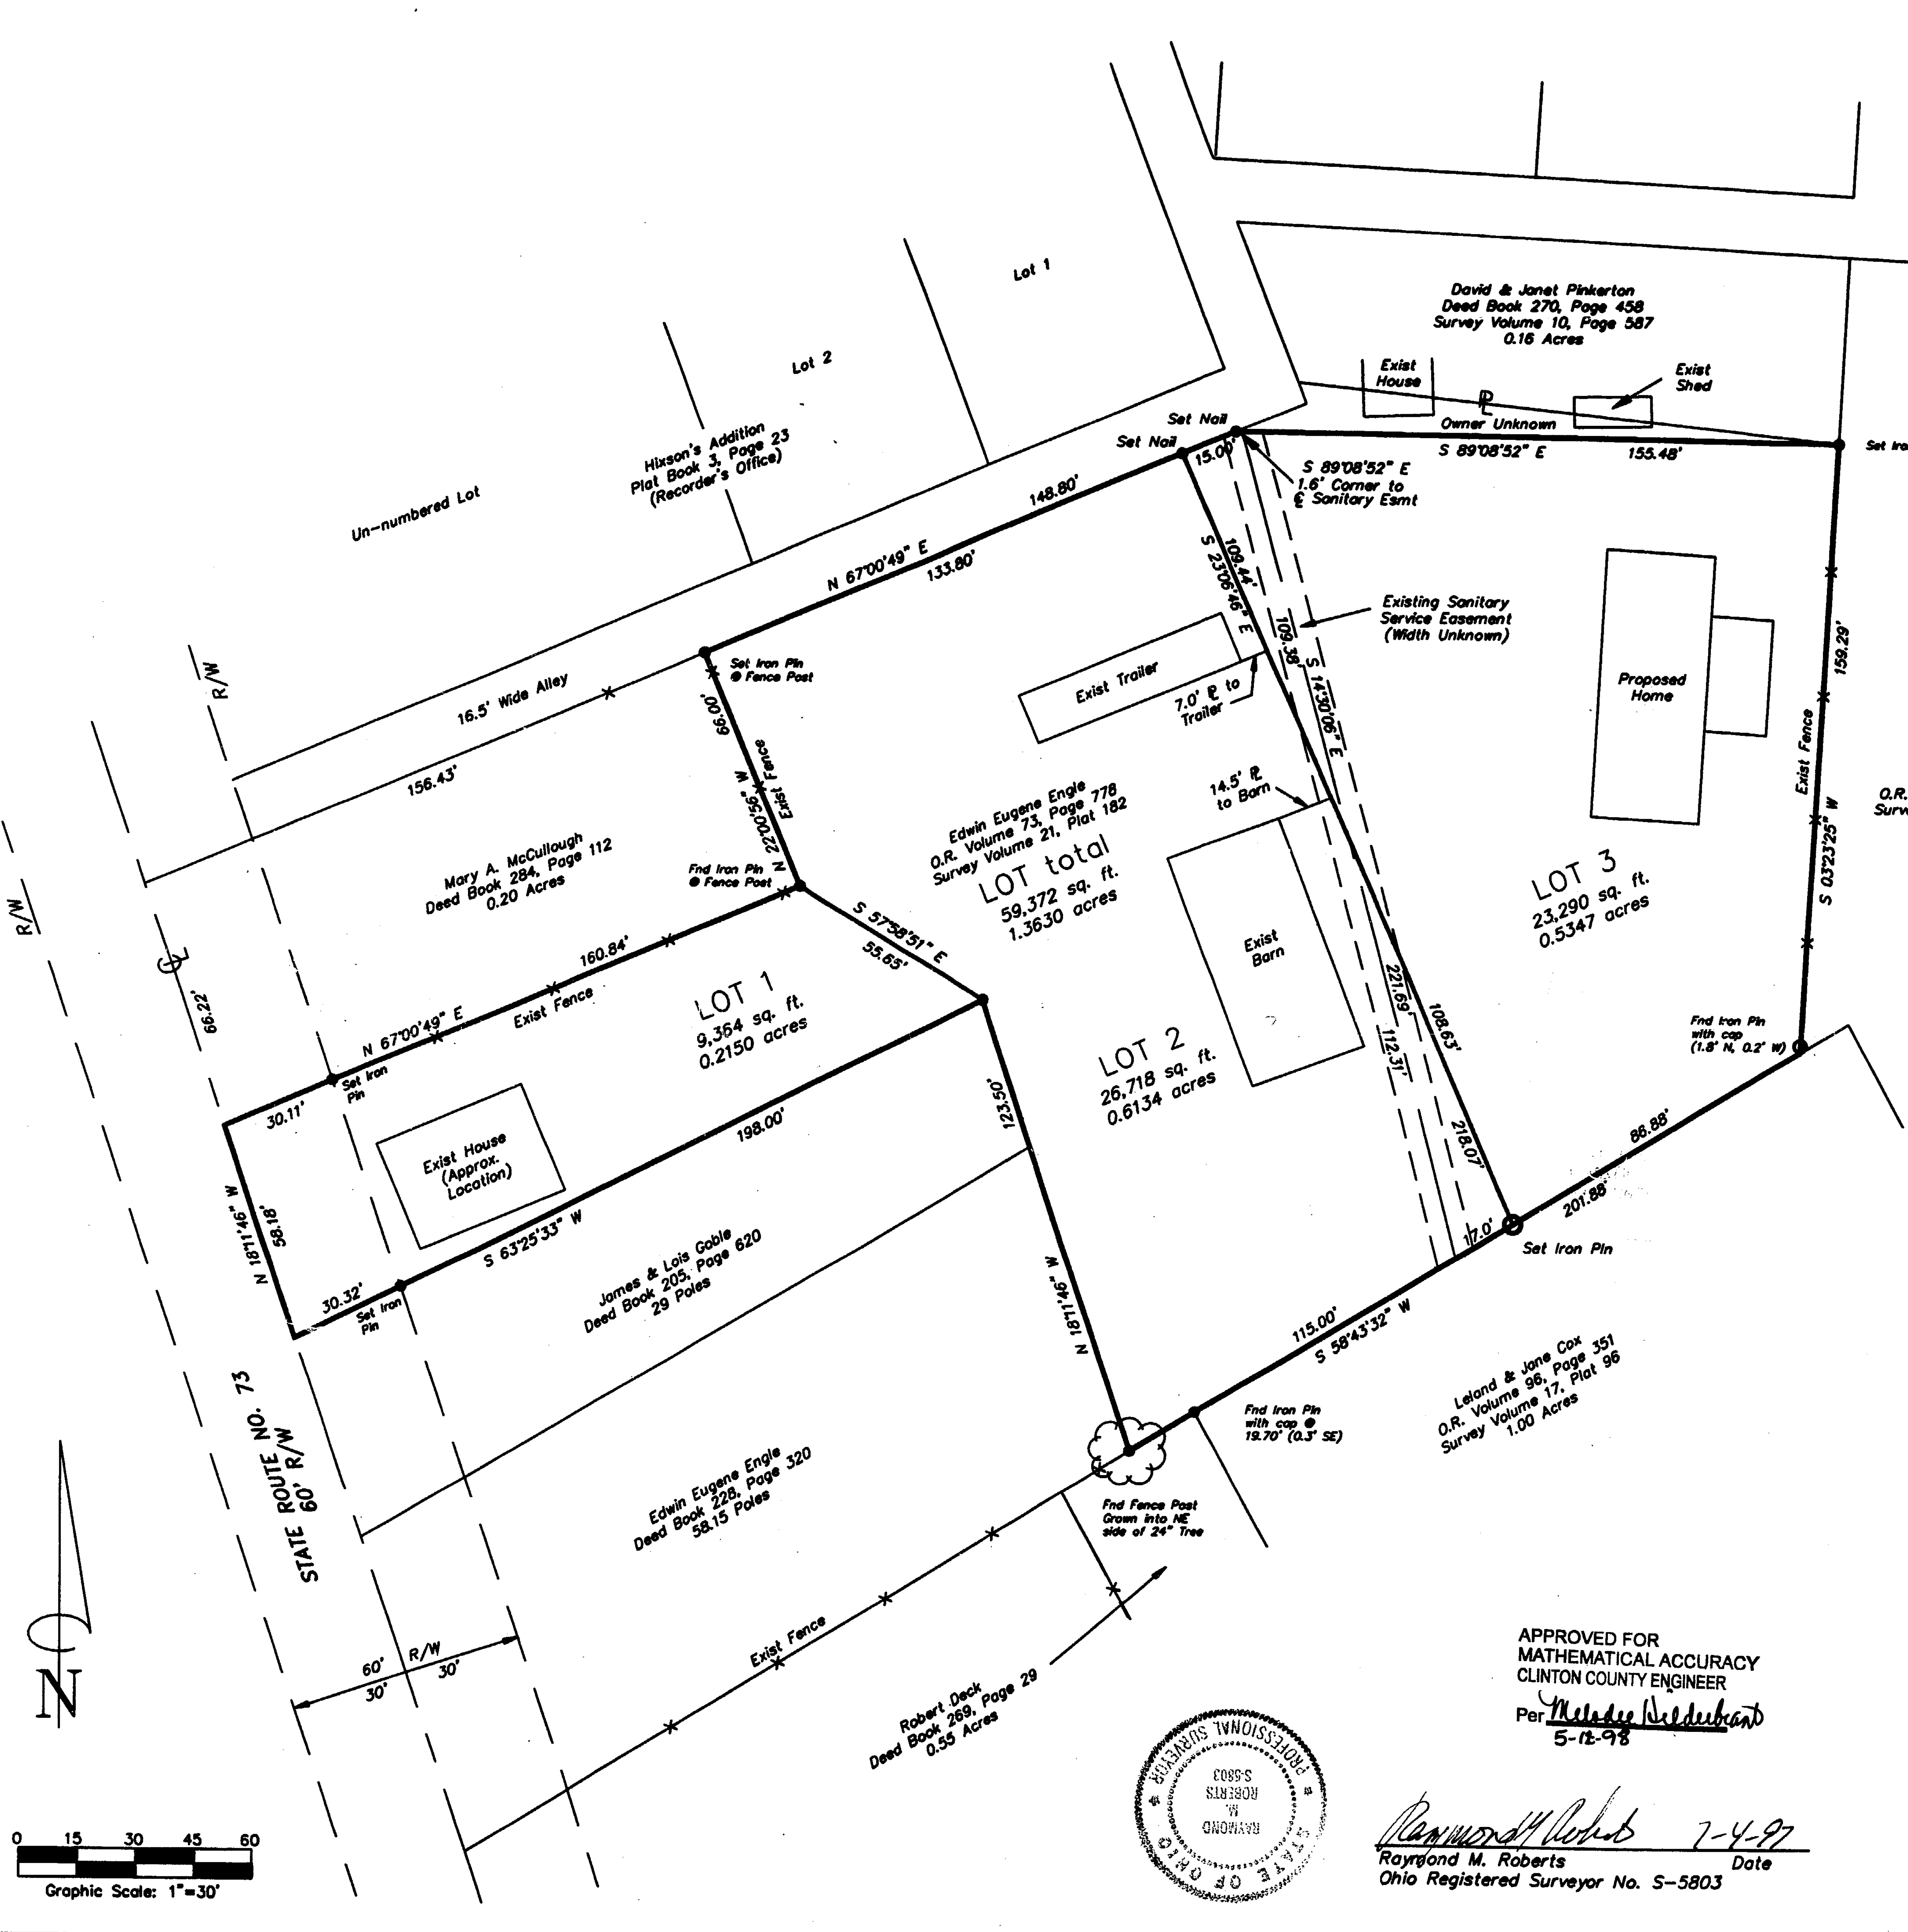 Lot 1
David & Janet Pinkerton
Deed Book 270, Page 458
Survey Volume 10, Page 587
0.16 Acres
Lot 2
Exist
House
Exist
Shed
PL
Owner Unknown
Set Nail
Set Nail
15.00'
S 89°08'52" E
155.48'
Set Iro
Hixson's Addition
Plat Book 3, Page 23
(Recorder's Office)
Un-numbered Lot
S 89°08'52" E
1.6' Corner to
CL Sanitary Esmt
148.80'
N 67°00'49" E
133.80'
109.44'
S 23°06'46" E
109.38'
S 14°30'06" E
Existing Sanitary
Service Easement
(Width Unknown)
R/W
16.5' Wide Alley
Set Iron Pin
@ Fence Post
Exist Trailer
7.0' PL to
Trailer
Proposed
Home
159.29'
Exist Fence
S 03°23'25" W
156.43'
66.00'
Exist Fence
N 22°00'56" W
14.5' PL
to Barn
O.R.
Surv
Mary A. McCullough
Deed Book 284, Page 112
0.20 Acres
Fnd Iron Pin
@ Fence Post
Edwin Eugene Engle
O.R. Volume 73, Page 778
Survey Volume 21, Plat 182
LOT total
59,372 sq. ft.
1.3630 acres
LOT 3
23,290 sq. ft.
0.5347 acres
R/W
CL
66.22'
S 57°58'51" E
55.65'
Exist
Barn
160.84'
Exist Fence
N 67°00'49" E
LOT 1
9,364 sq. ft.
0.2150 acres
221.69'
108.63'
112.31'
Fnd Iron Pin
with cap
(1.8' N, 0.2' W)
LOT 2
26,718 sq. ft.
0.6134 acres
Set Iron
Pin
30.11'
Exist House
(Approx.
Location)
198.00'
123.50'
218.07'
86.88'
201.88'
17.0'
Set Iron Pin
N 18°11'46" W
58.18'
S 63°25'33" W
30.32'
Set Iron
Pin
James & Lois Goble
Deed Book 205, Page 620
29 Poles
N 18°11'46" W
115.00'
S 58°43'32" W
Leland & Jane Cox
O.R. Volume 96, Page 351
Survey Volume 17, Plat 96
1.00 Acres
Fnd Iron Pin
with cap @
19.70' (0.3' SE)
STATE ROUTE NO. 73
60' R/W
Edwin Eugene Engle
Deed Book 228, Page 320
58.15 Poles
Fnd Fence Post
Grown into NE
side of 24" Tree
Exist Fence
60' R/W
30' 30'
N
Robert Deck
Deed Book 269, Page 29
0.55 Acres
APPROVED FOR
MATHEMATICAL ACCURACY
CLINTON COUNTY ENGINEER
Per Melodee Hilderbrant
5-12-98
STATE OF OHIO
PROFESSIONAL SURVEYOR
RAYMOND
M.
ROBERTS
S-5803
0 15 30 45 60
Graphic Scale: 1"=30'
Raymond M Roberts 7-4-97
Raymond M. Roberts Date
Ohio Registered Surveyor No. S-5803